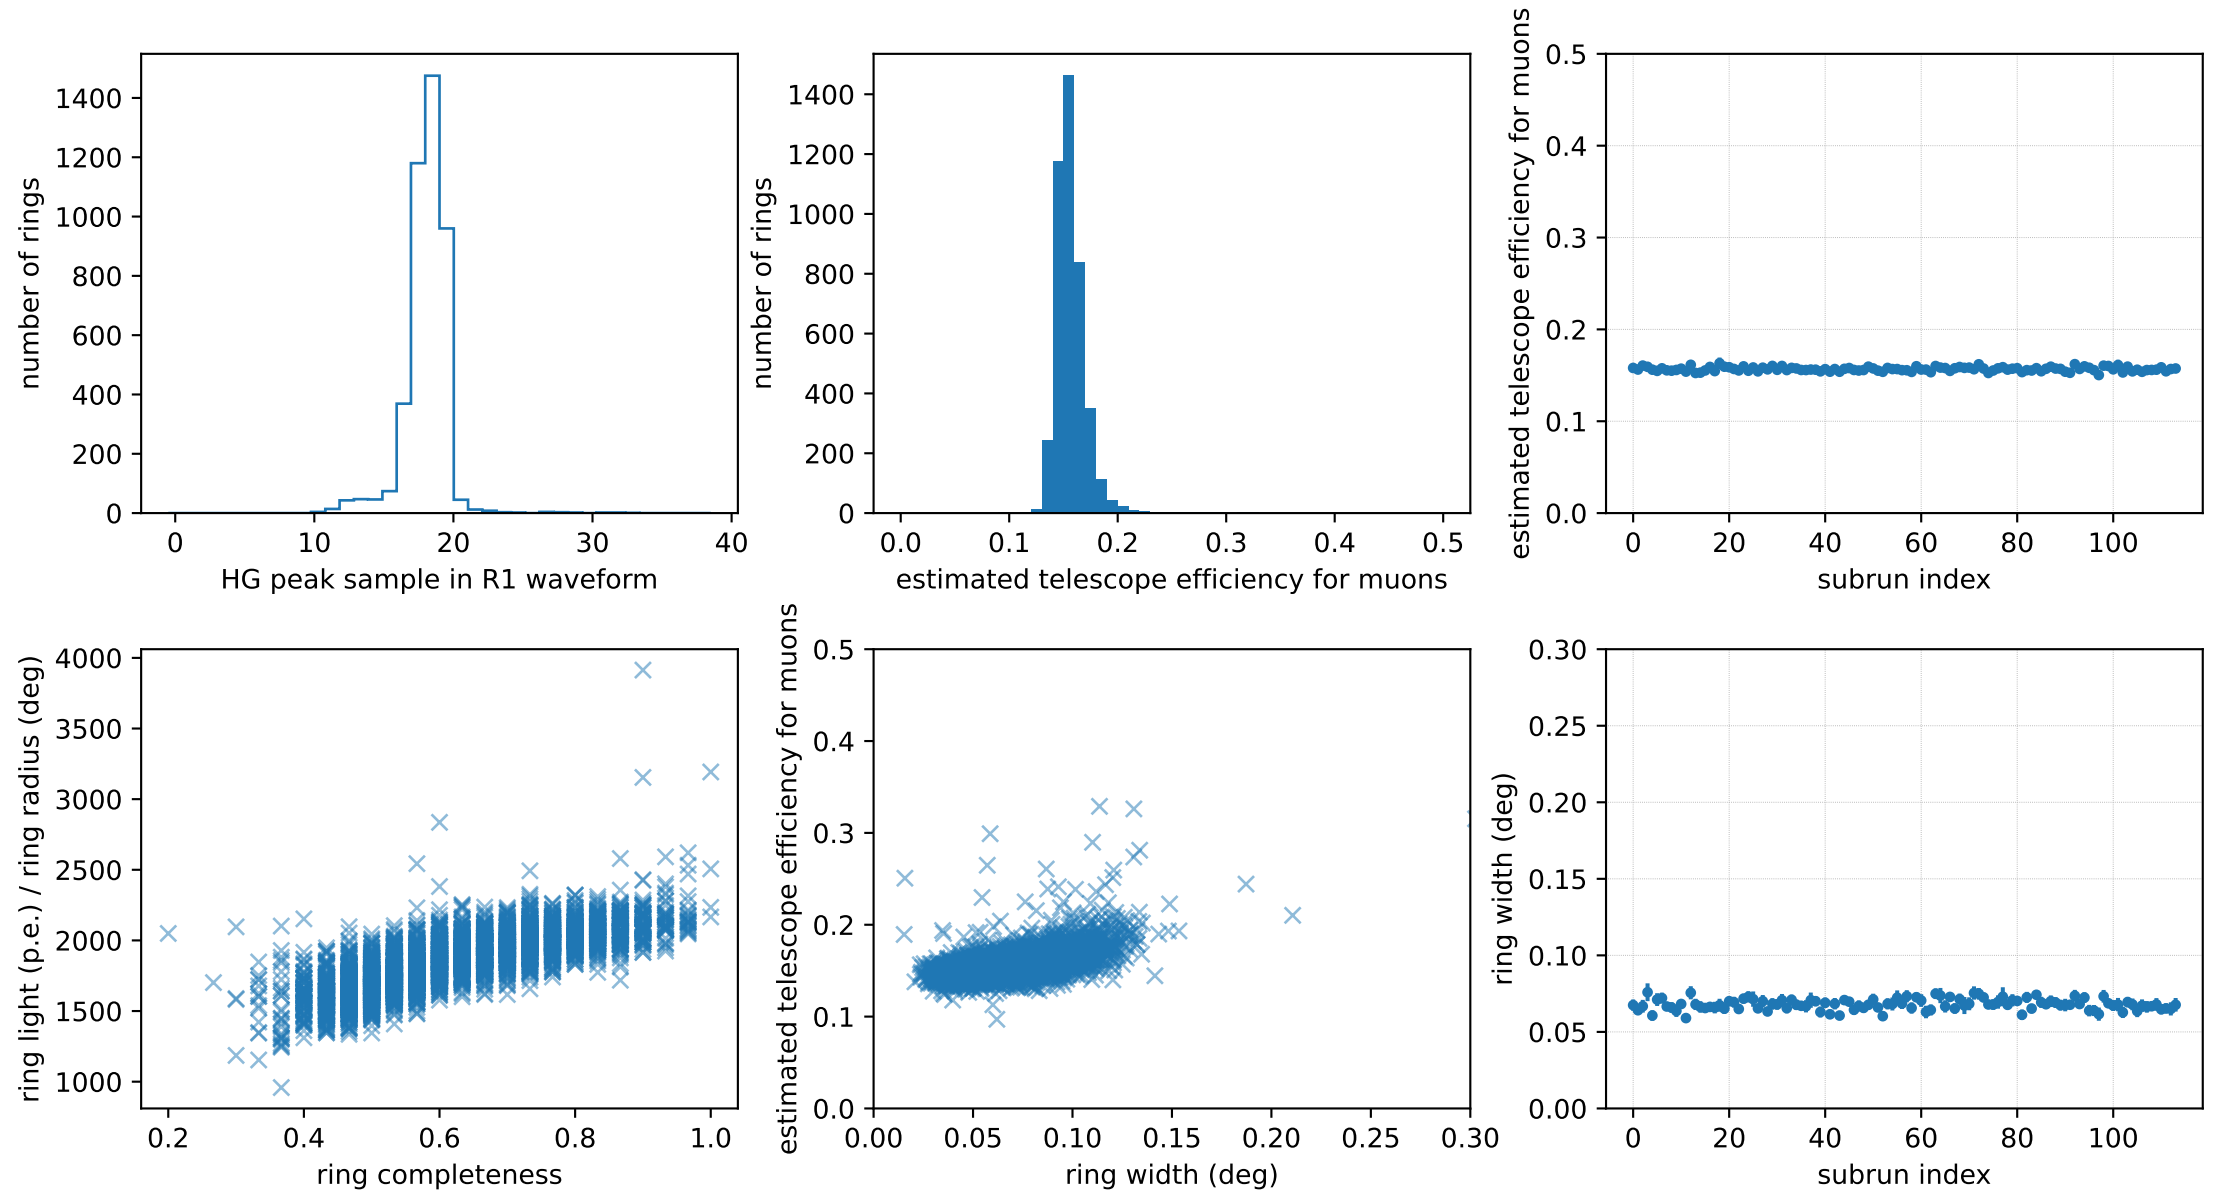 number of rings
1400
1200
1000
800
600
400
200
0
0 10 20 30 40
HG peak sample in R1 waveform
number of rings
1400
1200
1000
800
600
400
200
0
0.0 0.1 0.2 0.3 0.4 0.5
estimated telescope efficiency for muons
estimated telescope efficiency for muons
0.5
0.4
0.3
0.2
0.1
0.0
0 20 40 60 80 100
subrun index
ring light (p.e.) / ring radius (deg)
4000
3500
3000
2500
2000
1500
1000
0.2 0.4 0.6 0.8 1.0
ring completeness
estimated telescope efficiency for muons
0.5
0.4
0.3
0.2
0.1
0.0
0.00 0.05 0.10 0.15 0.20 0.25 0.30
ring width (deg)
ring width (deg)
0.30
0.25
0.20
0.15
0.10
0.05
0.00
0 20 40 60 80 100
subrun index